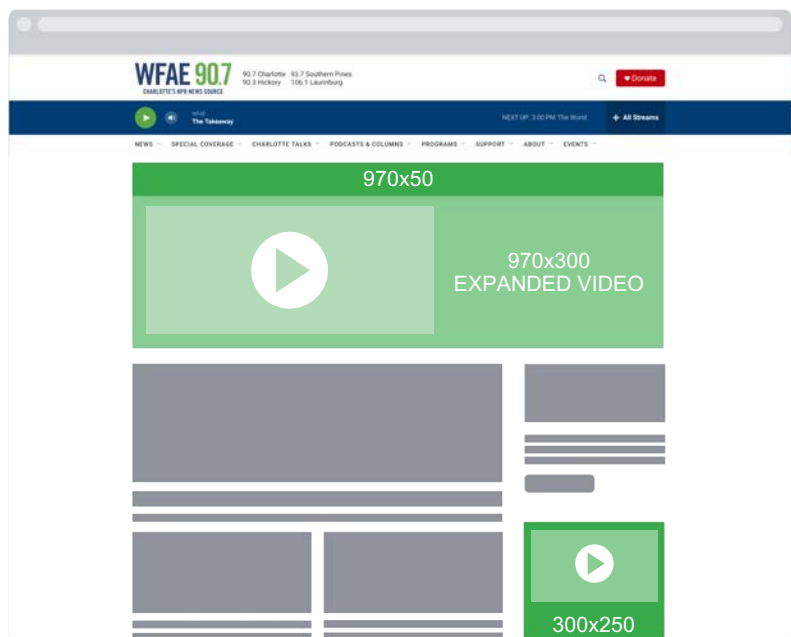 WFAE 90.7
CHARLOTTE'S NPR NEWS SOURCE
90.7 Charlotte 93.7 Southern Pines
90.3 Hickory 106.1 Laurinburg
Donate
WFAE
The Takeaway
NEXT UP: 3:00 PM The World
All Streams
NEWS SPECIAL COVERAGE CHARLOTTE TALKS PODCASTS & COLUMNS PROGRAMS SUPPORT ABOUT EVENTS
970x50
970x300
EXPANDED VIDEO
300x250